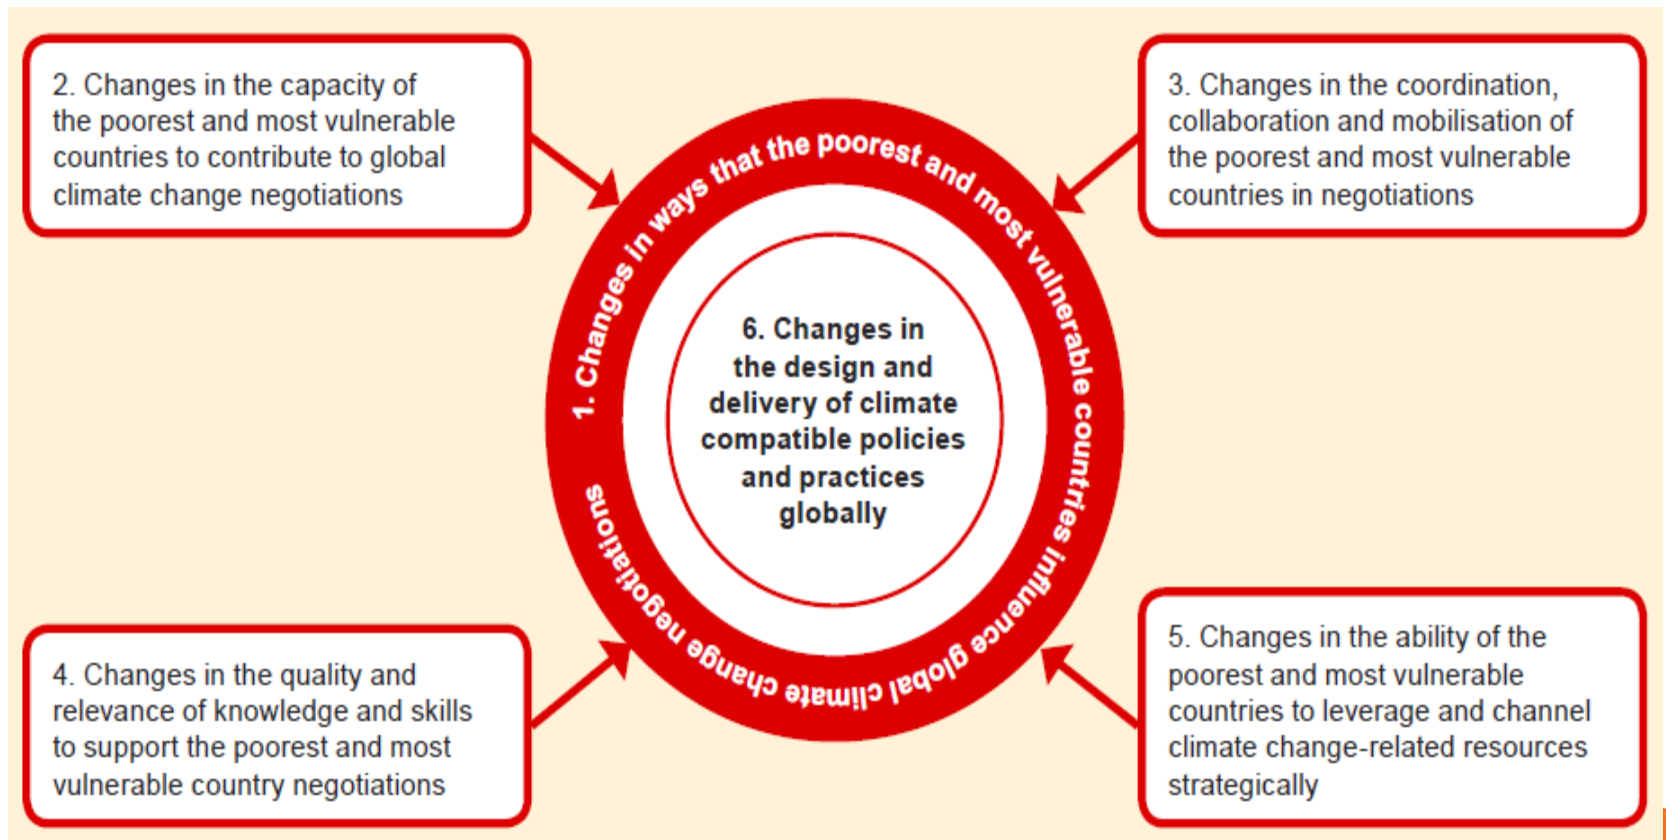 2. Changes in the capacity of
the poorest and most vulnerable
countries to contribute to global
climate change negotiations
3. Changes in the coordination,
collaboration and mobilisation of
the poorest and most vulnerable
countries in negotiations
1. Changes in ways that the poorest and most vulnerable countries influence global climate change negotiations
6. Changes in
the design and
delivery of climate
compatible policies
and practices
globally
4. Changes in the quality and
relevance of knowledge and skills
to support the poorest and most
vulnerable country negotiations
5. Changes in the ability of the
poorest and most vulnerable
countries to leverage and channel
climate change-related resources
strategically